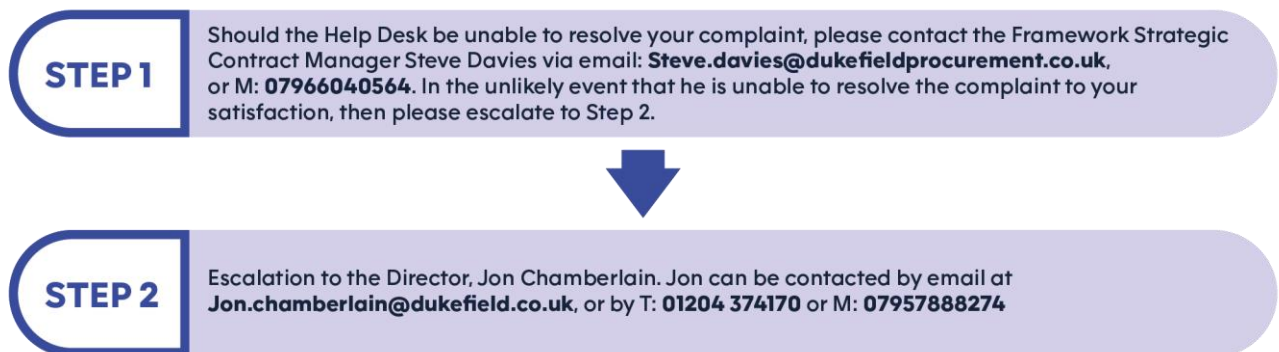 STEP 1
Should the Help Desk be unable to resolve your complaint, please contact the Framework Strategic
Contract Manager Steve Davies via email: Steve.davies@dukefieldprocurement.co.uk,
or M: 07966040564. In the unlikely event that he is unable to resolve the complaint to your
satisfaction, then please escalate to Step 2.
STEP 2
Escalation to the Director, Jon Chamberlain. Jon can be contacted by email at
Jon.chamberlain@dukefield.co.uk, or by T: 01204 374170 or M: 07957888274